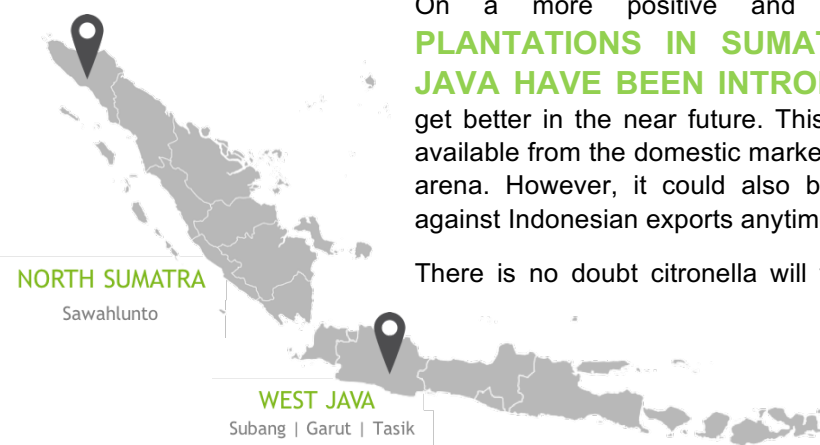 On a more positive and
PLANTATIONS IN SUMAT
JAVA HAVE BEEN INTRO
get better in the near future. This
available from the domestic marke
arena. However, it could also b
against Indonesian exports anytim
There is no doubt citronella will
NORTH SUMATRA
Sawahlunto
WEST JAVA
Subang | Garut | Tasik